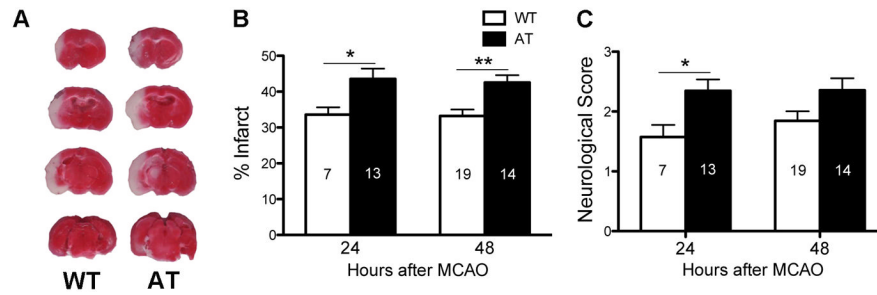 A
WT
AT
B
WT
AT
% Infarct
50
40
30
20
10
0
*
**
7
13
19
14
24
48
Hours after MCAO
C
Neurological Score
3
2
1
0
*
7
13
19
14
24
48
Hours after MCAO